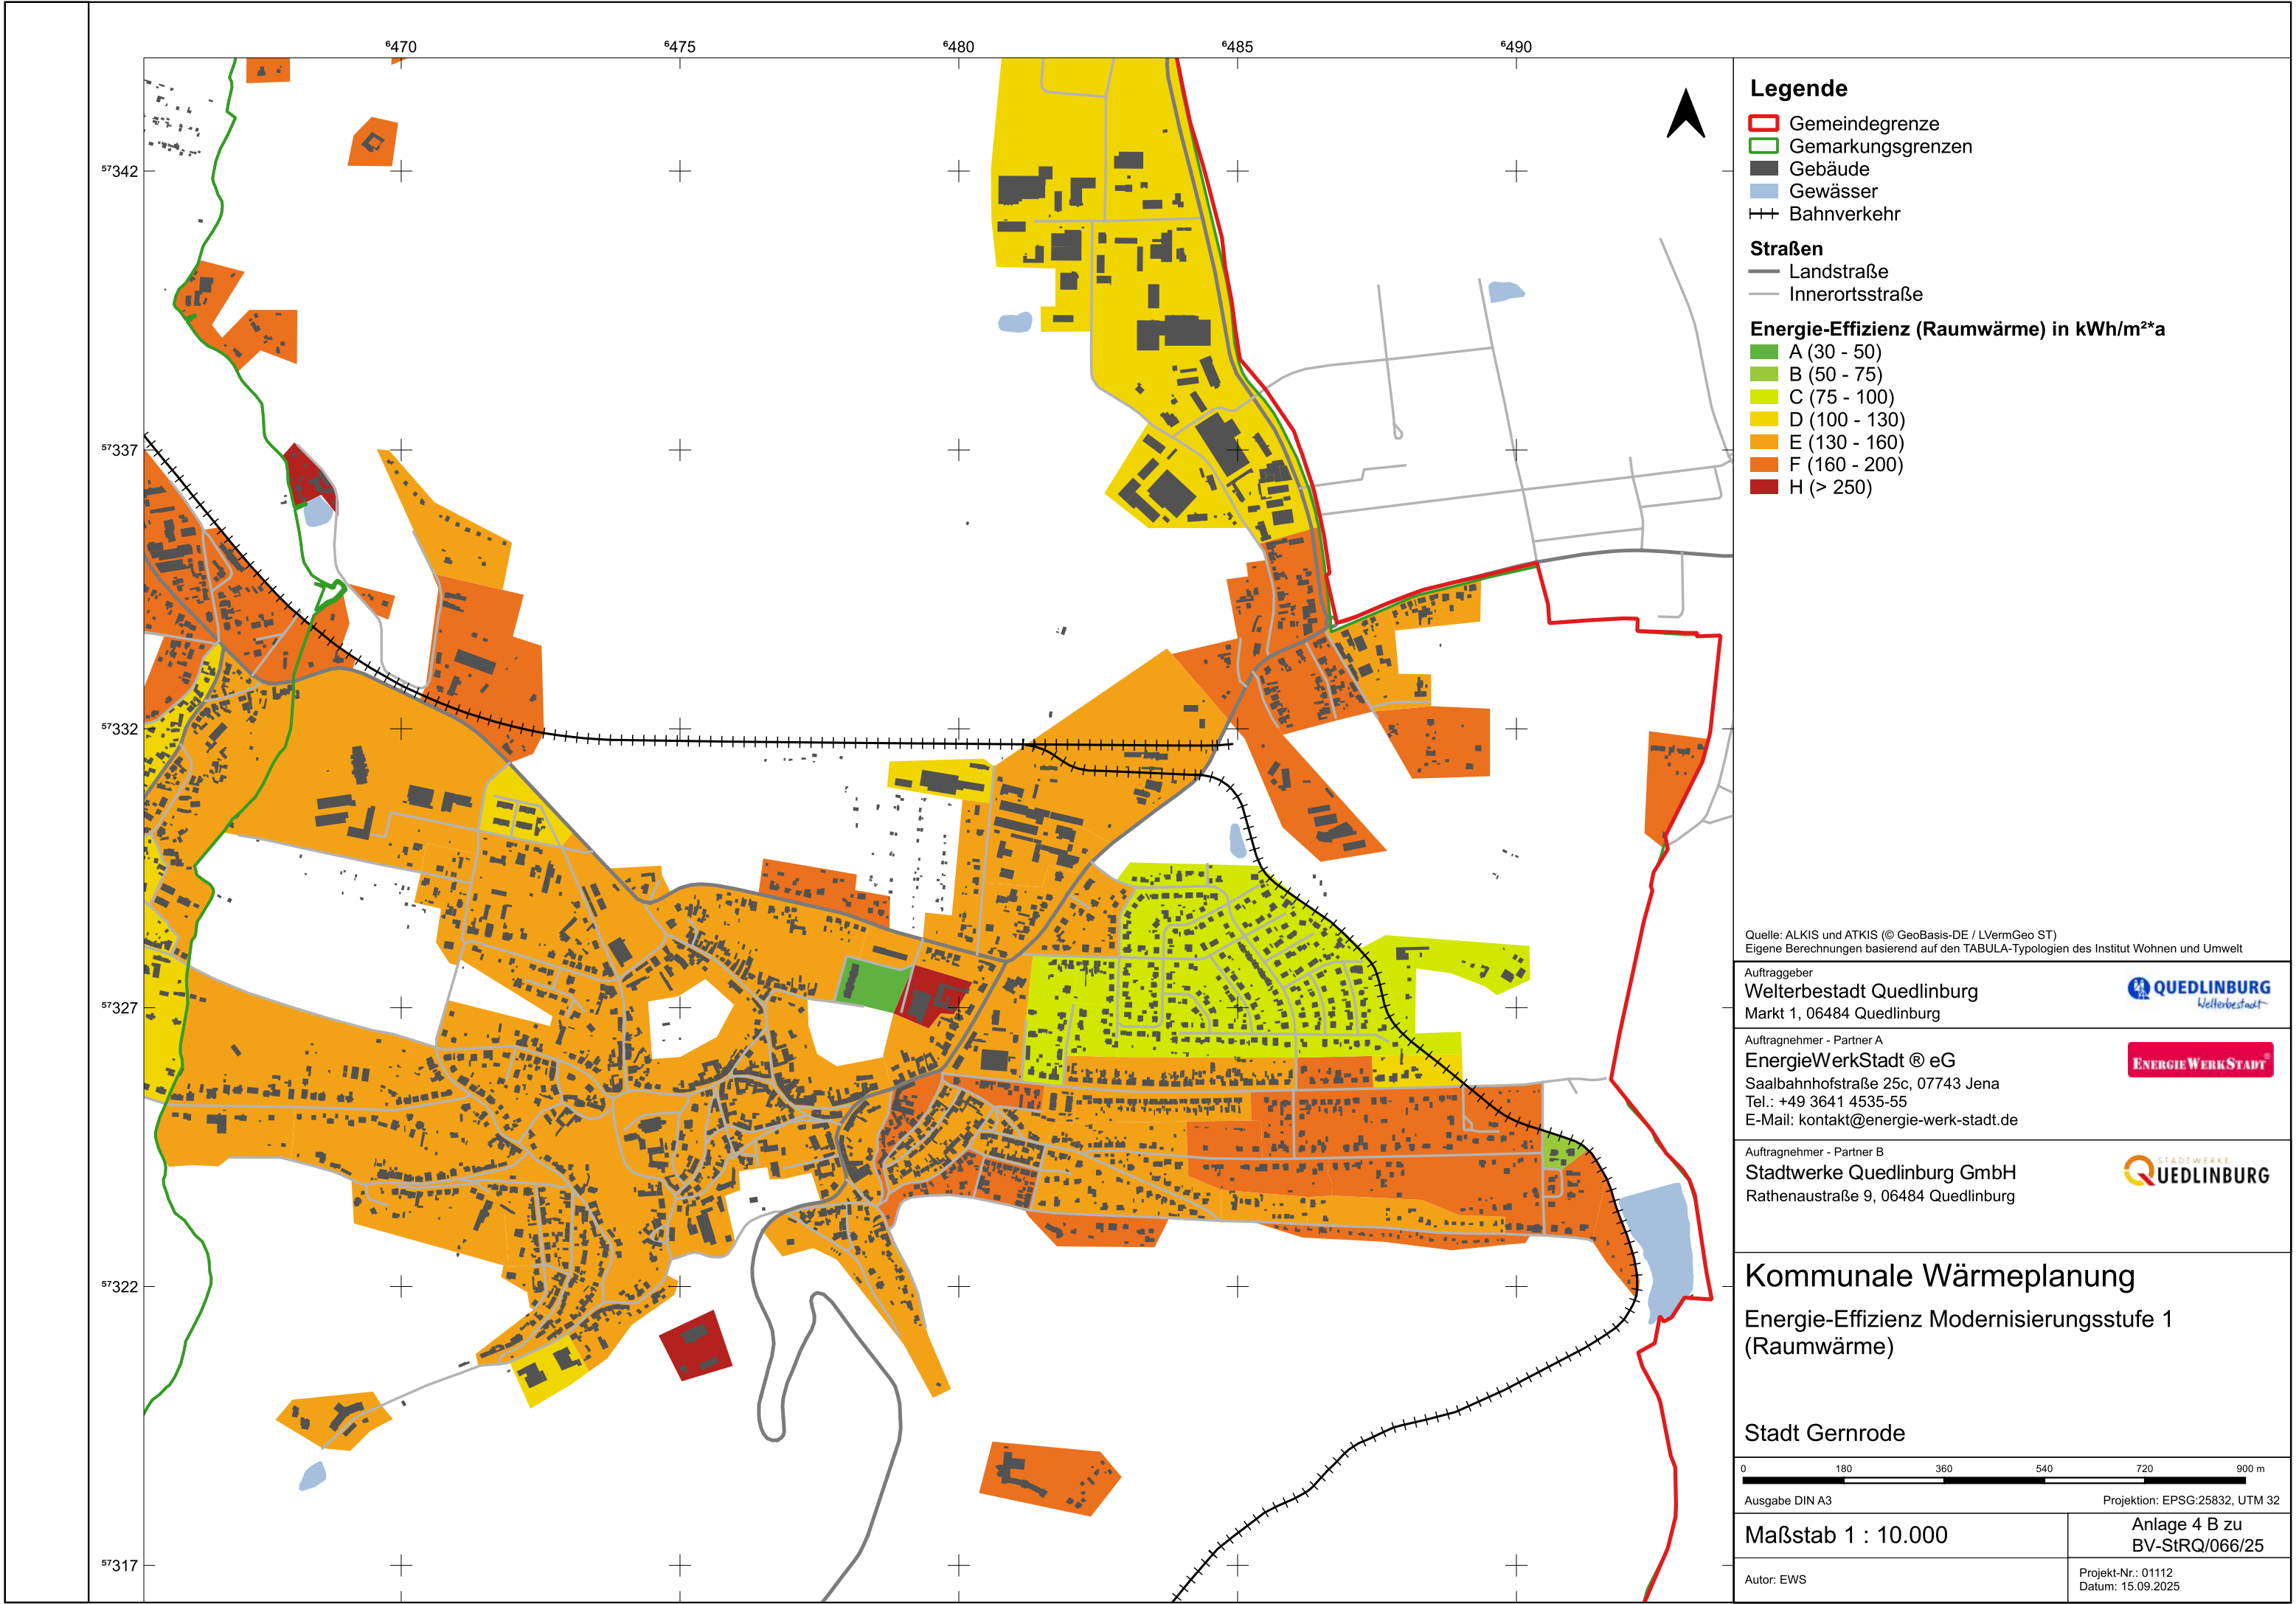 ⁶470 ⁶475 ⁶480 ⁶485 ⁶490
⁵⁷342
⁵⁷337
⁵⁷332
⁵⁷327
⁵⁷322
⁵⁷317
Legende
Gemeindegrenze
Gemarkungsgrenzen
Gebäude
Gewässer
Bahnverkehr
Straßen
Landstraße
Innerortsstraße
Energie-Effizienz (Raumwärme) in kWh/m²*a
A (30 - 50)
B (50 - 75)
C (75 - 100)
D (100 - 130)
E (130 - 160)
F (160 - 200)
H (> 250)
Quelle: ALKIS und ATKIS (© GeoBasis-DE / LVermGeo ST)
Eigene Berechnungen basierend auf den TABULA-Typologien des Institut Wohnen und Umwelt
Auftraggeber
Welterbestadt Quedlinburg
Markt 1, 06484 Quedlinburg
QUEDLINBURG
Welterbestadt
Auftragnehmer - Partner A
EnergieWerkStadt ® eG
Saalbahnhofstraße 25c, 07743 Jena
Tel.: +49 3641 4535-55
E-Mail: kontakt@energie-werk-stadt.de
ENERGIEWERKSTADT®
Auftragnehmer - Partner B
Stadtwerke Quedlinburg GmbH
Rathenaustraße 9, 06484 Quedlinburg
STADTWERKE
QUEDLINBURG
Kommunale Wärmeplanung
Energie-Effizienz Modernisierungsstufe 1
(Raumwärme)
Stadt Gernrode
0 180 360 540 720 900 m
Ausgabe DIN A3
Projektion: EPSG:25832, UTM 32
Maßstab 1 : 10.000
Anlage 4 B zu
BV-StRQ/066/25
Autor: EWS
Projekt-Nr.: 01112
Datum: 15.09.2025